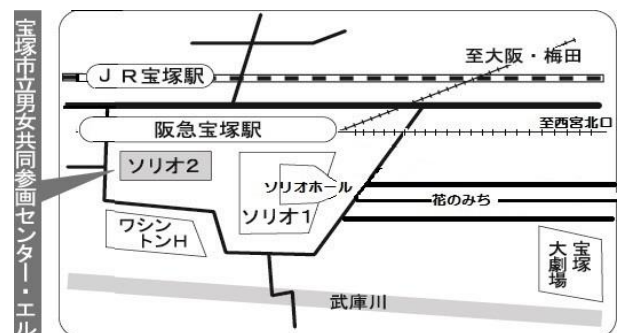 宝塚市立男女共同参画センター・エル
至大阪・梅田
JR宝塚駅
阪急宝塚駅
至西宮北口
ソリオ2
ソリオホール
ソリオ1
花のみち
ワシン
トンH
宝塚
大劇場
武庫川